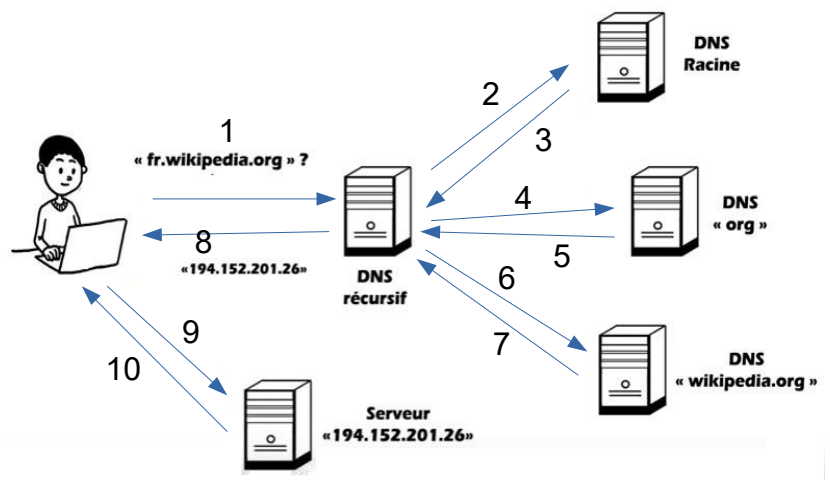 DNS
Racine
2
1
« fr.wikipedia.org » ?
3
4
DNS
« org »
8
5
«194.152.201.26»
DNS
récursif
6
7
9
10
DNS
« wikipedia.org »
Serveur
«194.152.201.26»